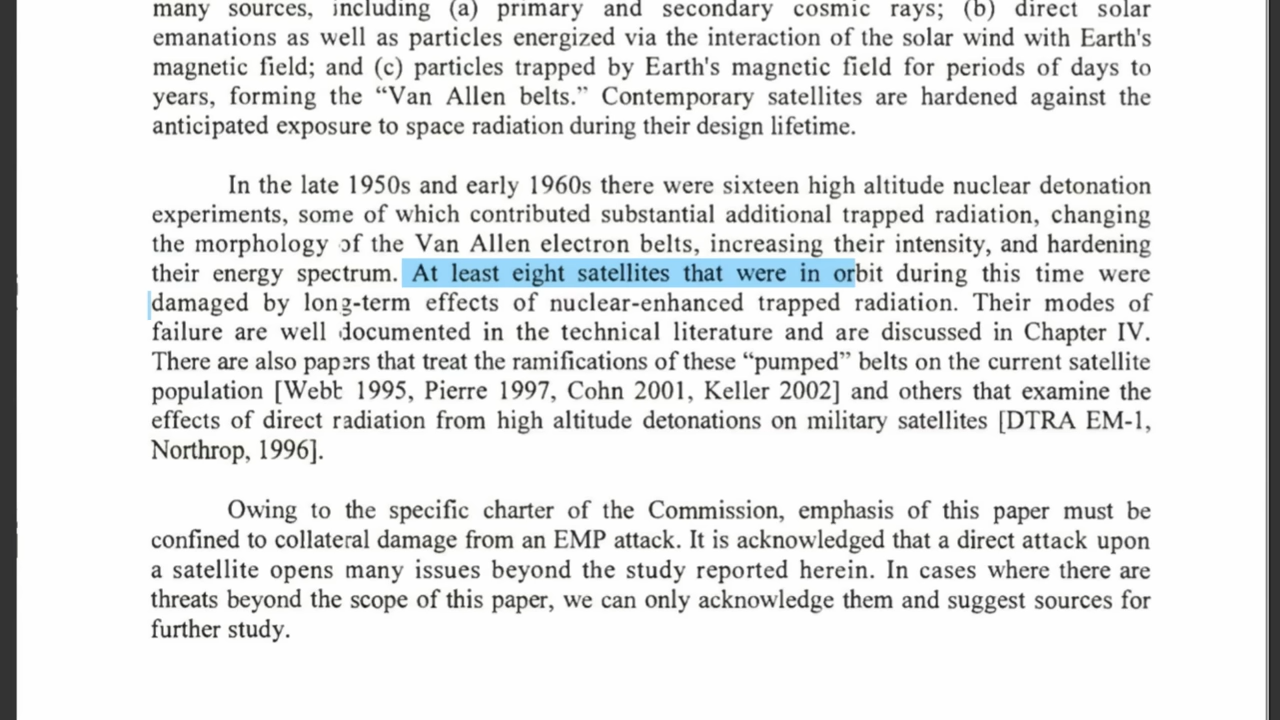 many sources, including (a) primary and secondary cosmic rays; (b) direct solar
emanations as well as particles energized via the interaction of the solar wind with Earth's
magnetic field; and (c) particles trapped by Earth's magnetic field for periods of days to
years, forming the “Van Allen belts.” Contemporary satellites are hardened against the
anticipated exposure to space radiation during their design lifetime.
In the late 1950s and early 1960s there were sixteen high altitude nuclear detonation
experiments, some of which contributed substantial additional trapped radiation, changing
the morphology of the Van Allen electron belts, increasing their intensity, and hardening
their energy spectrum. At least eight satellites that were in orbit during this time were
damaged by long-term effects of nuclear-enhanced trapped radiation. Their modes of
failure are well documented in the technical literature and are discussed in Chapter IV.
There are also papers that treat the ramifications of these “pumped” belts on the current satellite
population [Webb 1995, Pierre 1997, Cohn 2001, Keller 2002] and others that examine the
effects of direct radiation from high altitude detonations on military satellites [DTRA EM-1,
Northrop, 1996].
Owing to the specific charter of the Commission, emphasis of this paper must be
confined to collateral damage from an EMP attack. It is acknowledged that a direct attack upon
a satellite opens many issues beyond the study reported herein. In cases where there are
threats beyond the scope of this paper, we can only acknowledge them and suggest sources for
further study.